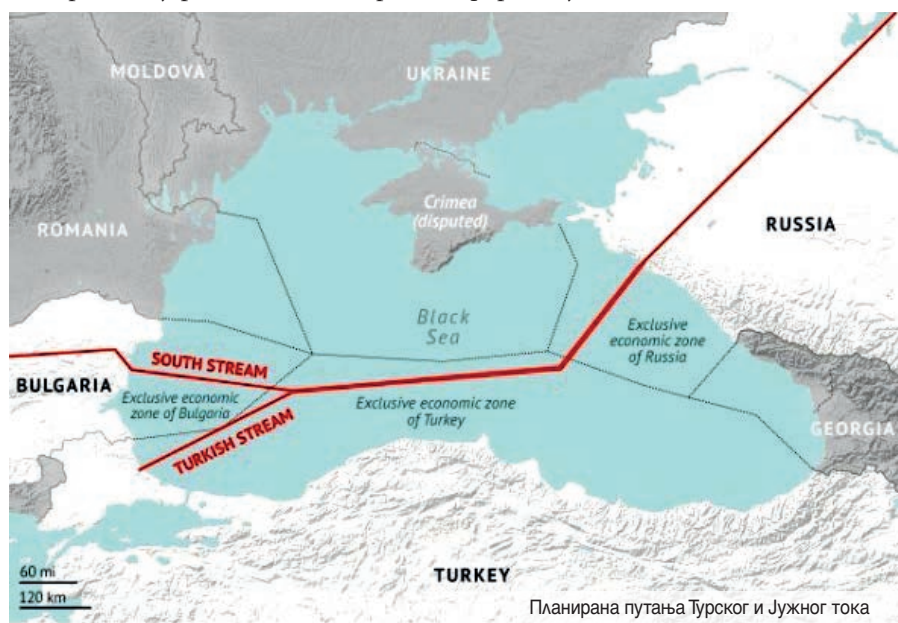 MOLDOVA
UKRAINE
Crimea
(disputed)
ROMANIA
RUSSIA
Black
Sea
Exclusive
economic zone
of Russia
SOUTH STREAM
BULGARIA
Exclusive economic
zone of Bulgaria
Exclusive economic zone
of Turkey
TURKISH STREAM
GEORGIA
60 mi
120 km
TURKEY
Планирана путања Турског и Јужног тока